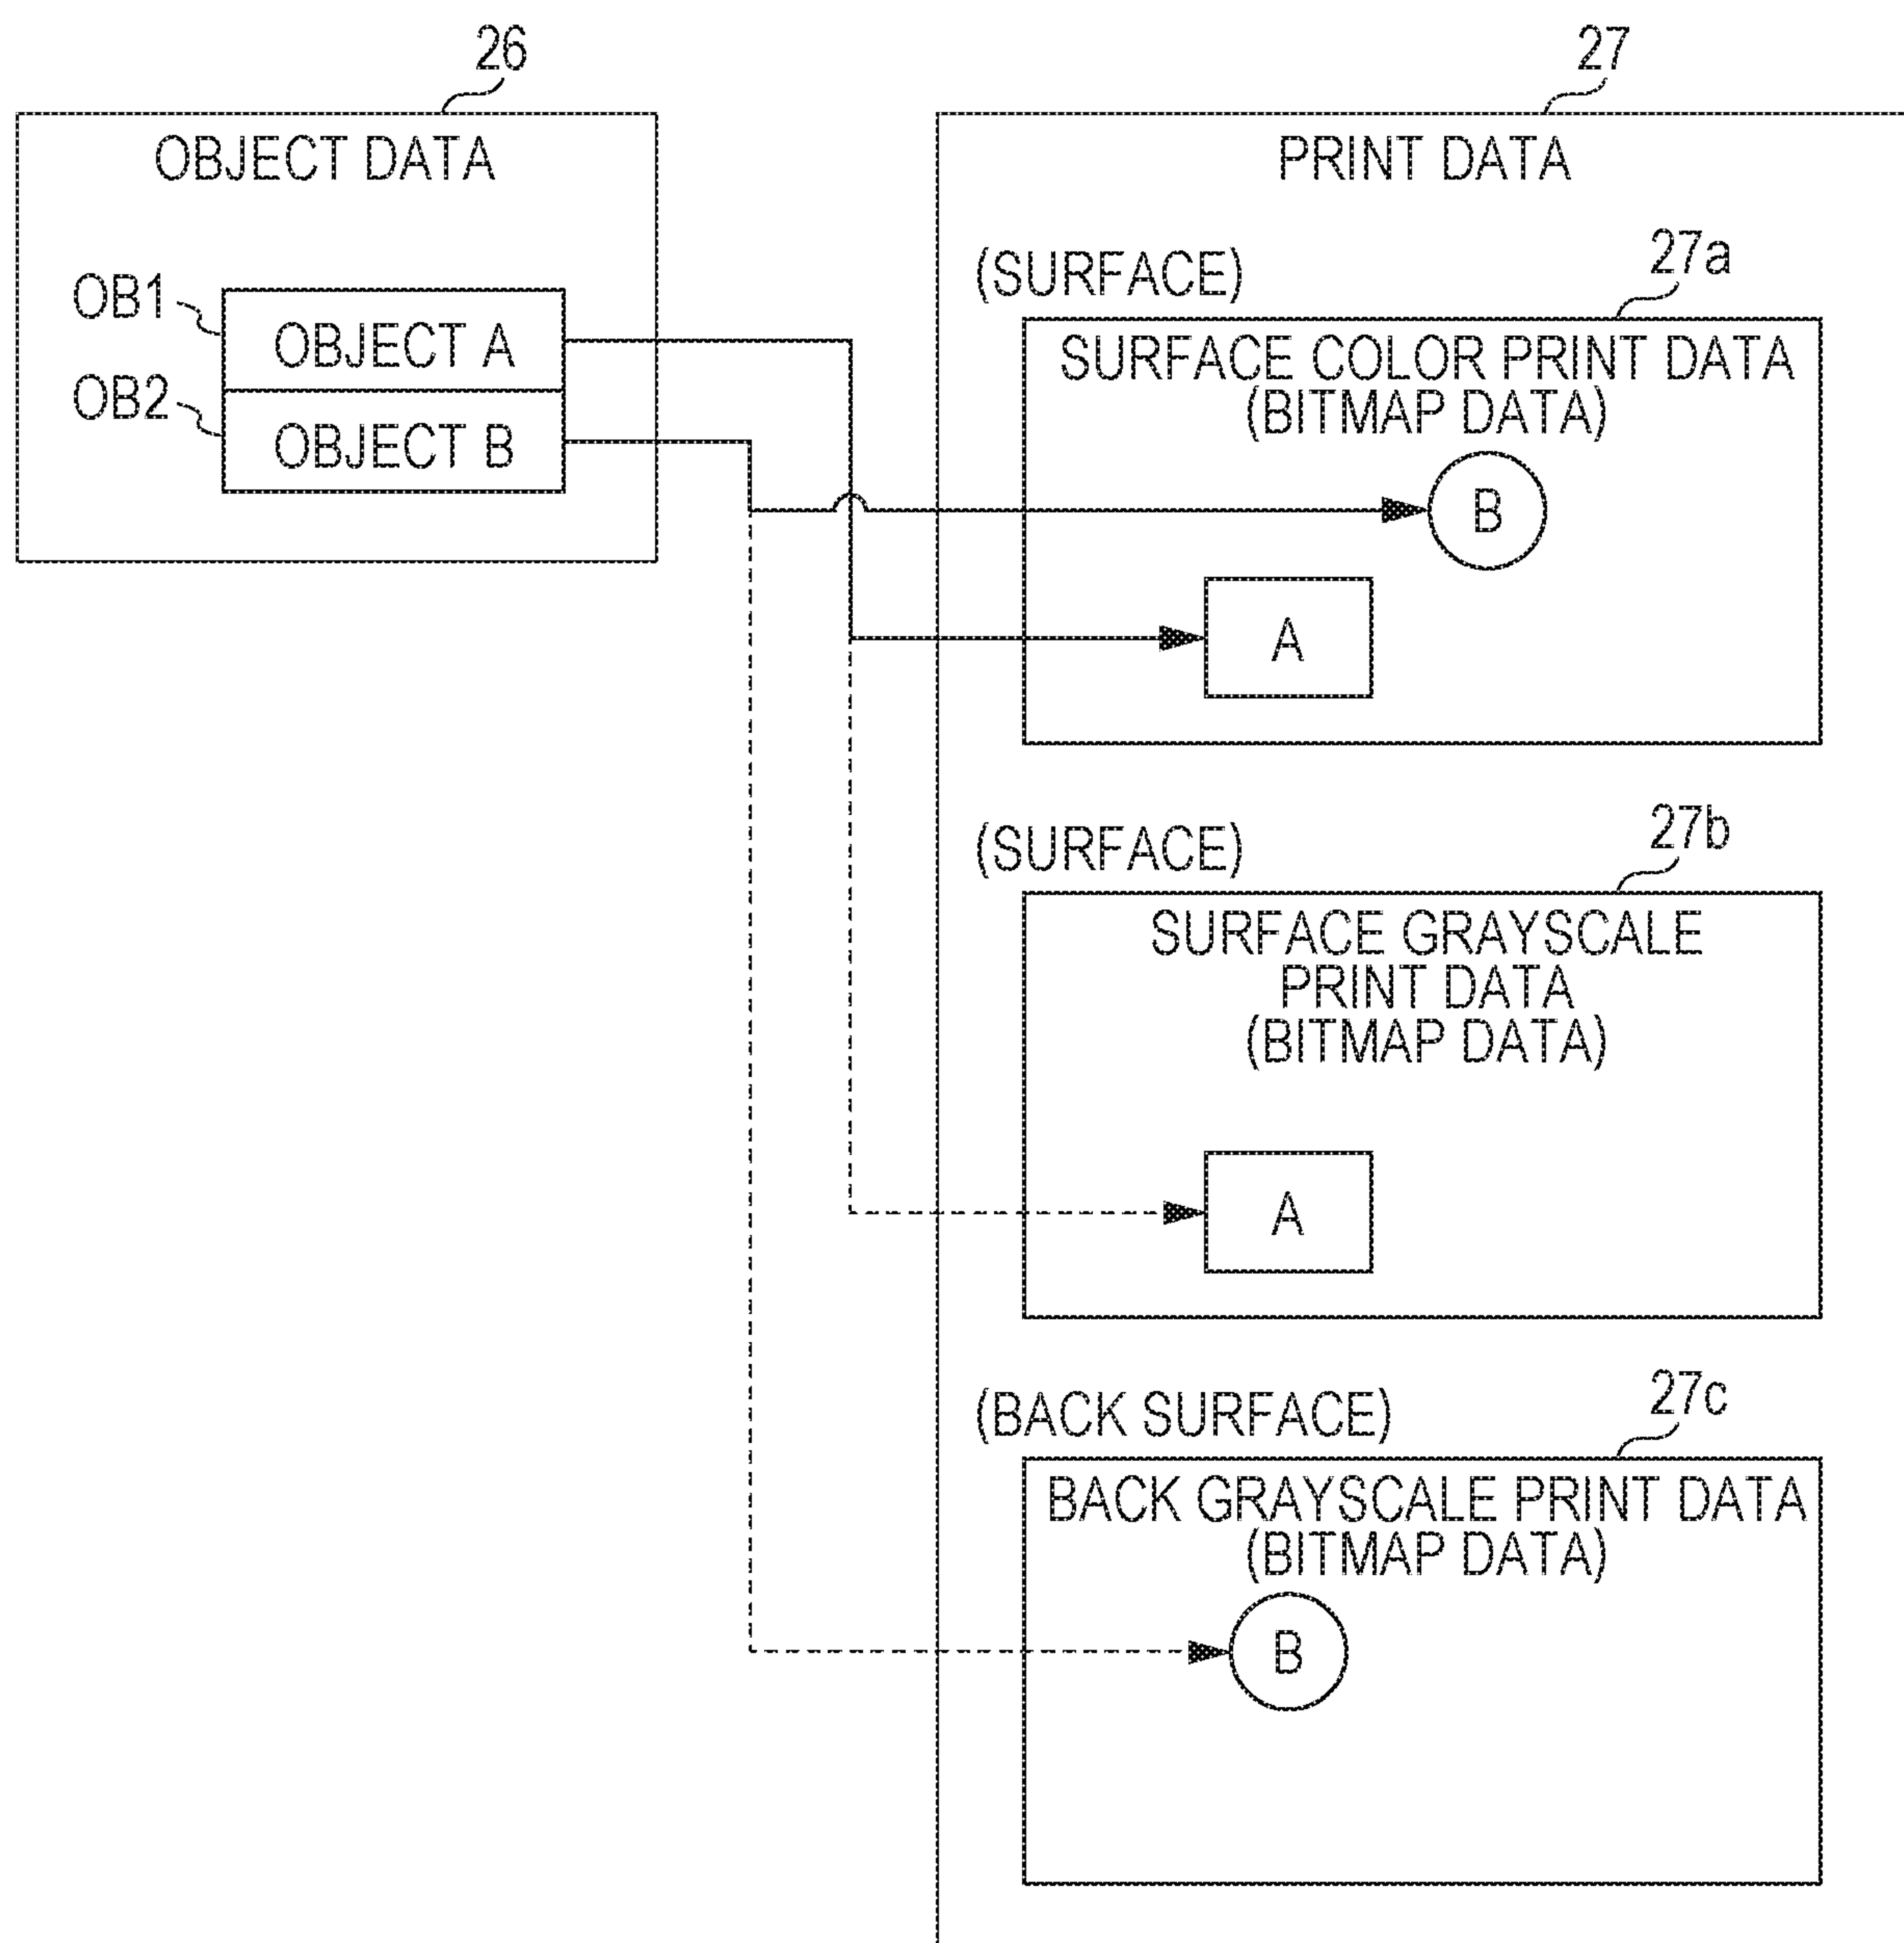 26
OBJECT DATA
OB1
OBJECT A
OB2
OBJECT B
27
PRINT DATA
(SURFACE)
27a
SURFACE COLOR PRINT DATA
(BITMAP DATA)
B
A
(SURFACE)
27b
SURFACE GRAYSCALE
PRINT DATA
(BITMAP DATA)
A
(BACK SURFACE)
27c
BACK GRAYSCALE PRINT DATA
(BITMAP DATA)
B